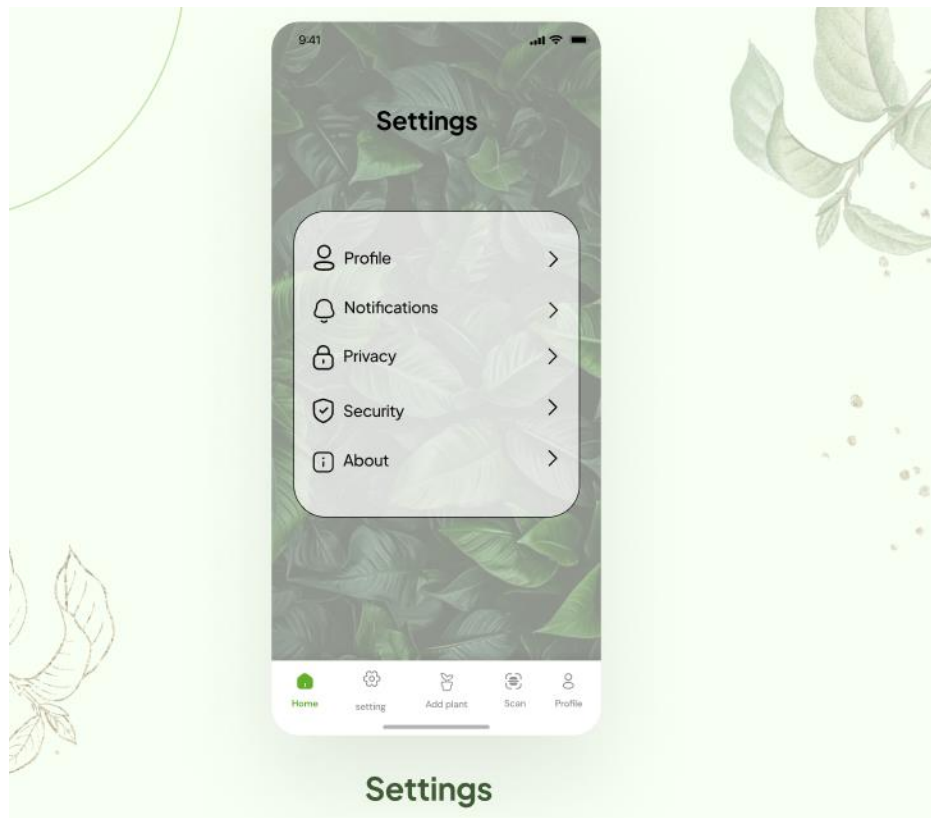 9:41
Settings
Profile
Notifications
Privacy
Security
About
Home setting Add plant Scan Profile
Settings